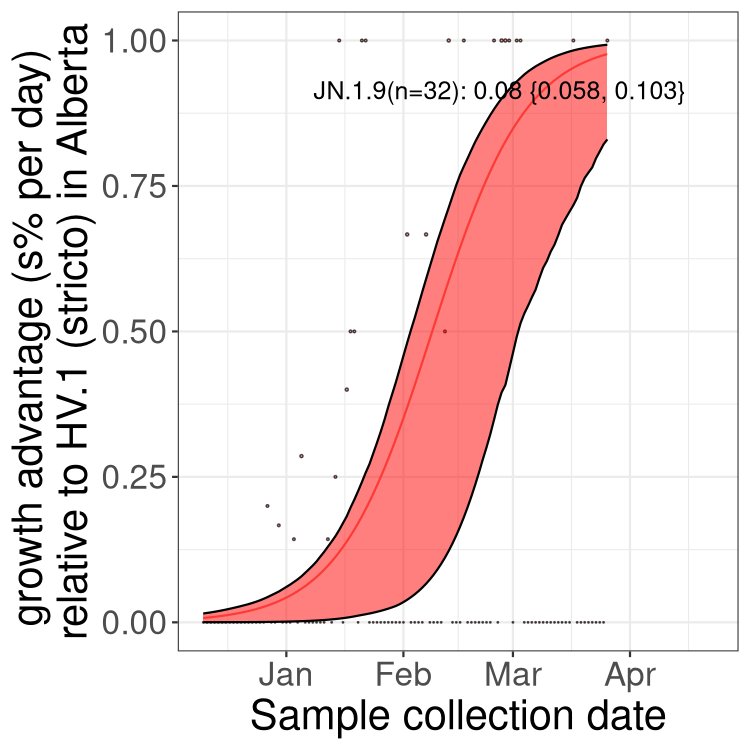 growth advantage (s% per day)
relative to HV.1 (stricto) in Alberta
1.00
0.75
0.50
0.25
0.00
JN.1.9(n=32): 0.08 {0.058, 0.103}
Jan Feb Mar Apr
Sample collection date